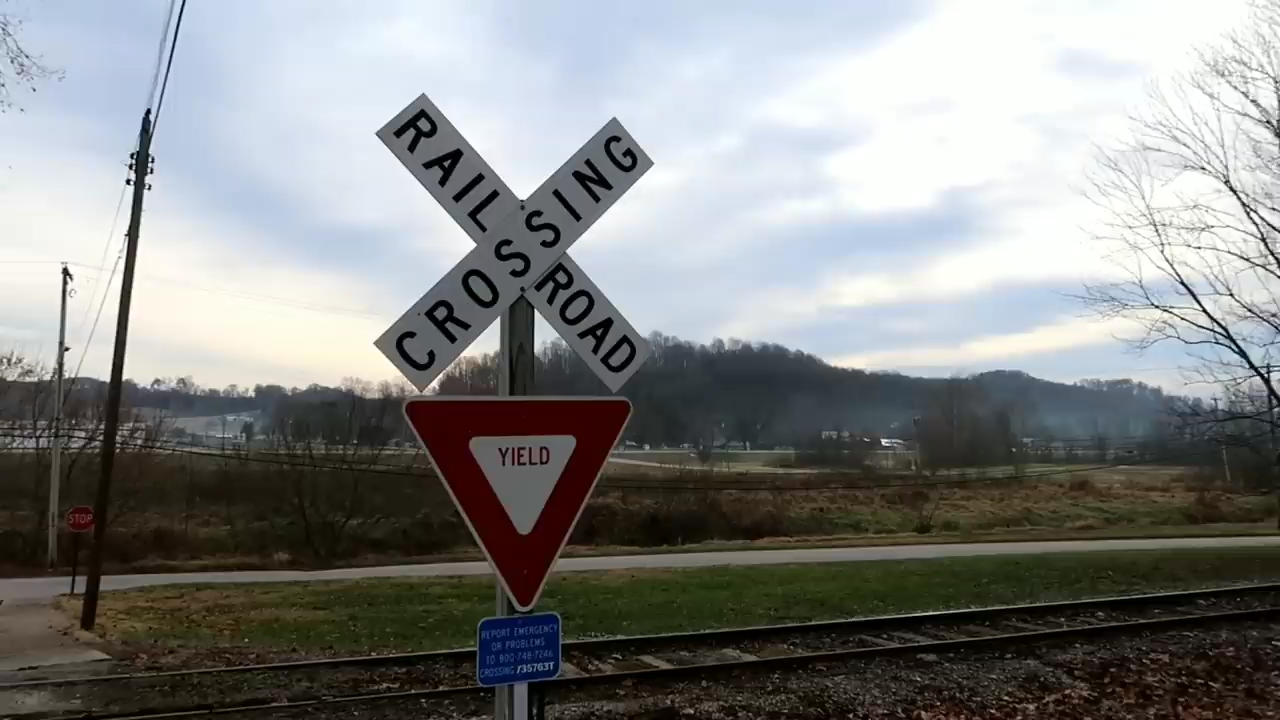 RAILROAD
CROSSING
YIELD
STOP
REPORT EMERGENCY
OR PROBLEMS
TO 800-748-7246
CROSSING 735763T